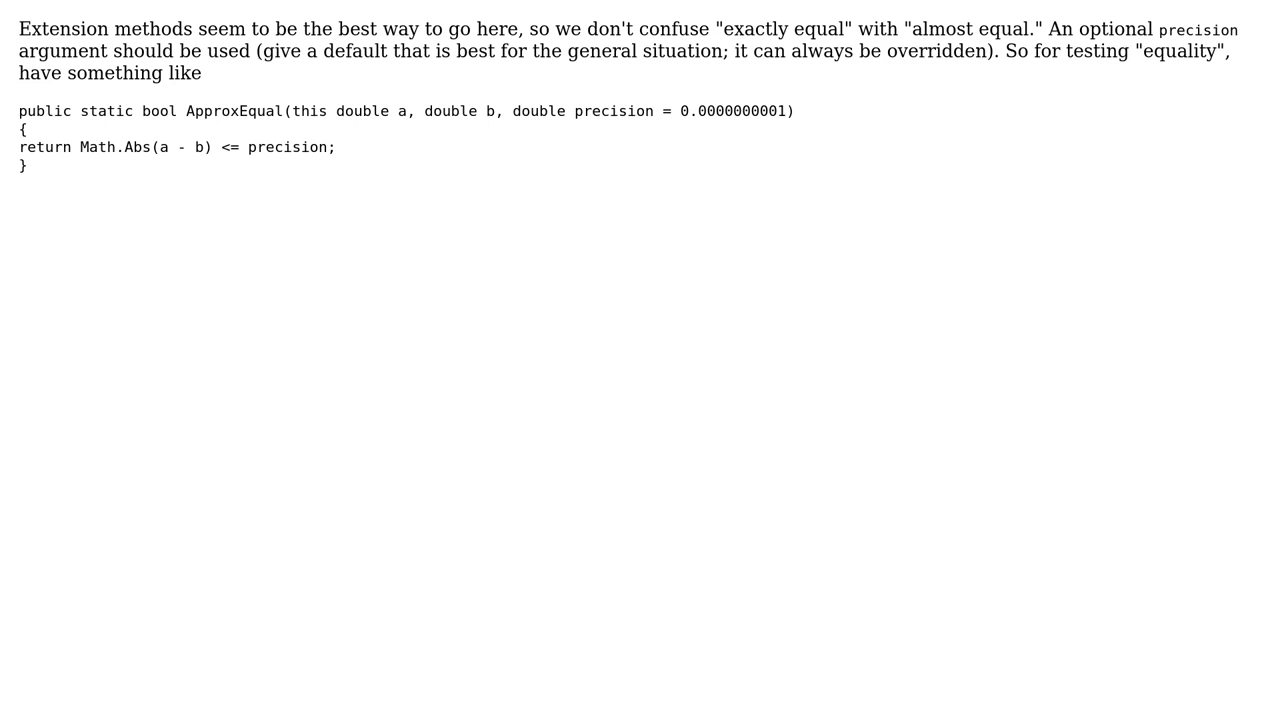 Extension methods seem to be the best way to go here, so we don't confuse "exactly equal" with "almost equal." An optional precision
argument should be used (give a default that is best for the general situation; it can always be overridden). So for testing "equality",
have something like
public static bool ApproxEqual(this double a, double b, double precision = 0.0000000001)
{
return Math.Abs(a - b) <= precision;
}